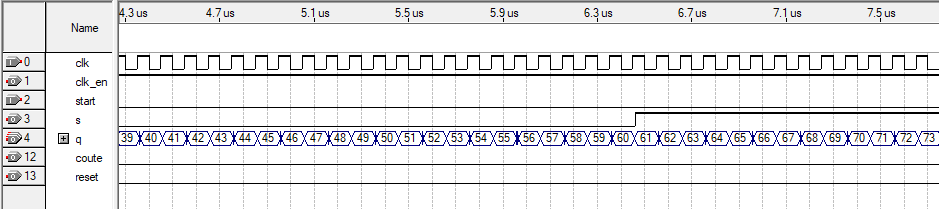 4.3 us 4.7 us 5.1 us 5.5 us 5.9 us 6.3 us 6.7 us 7.1 us 7.5 us
Name
0 clk
1 clk_en
2 start
3 s
4 q 39 40 41 42 43 44 45 46 47 48 49 50 51 52 53 54 55 56 57 58 59 60 61 62 63 64 65 66 67 68 69 70 71 72 73
12 coute
13 reset